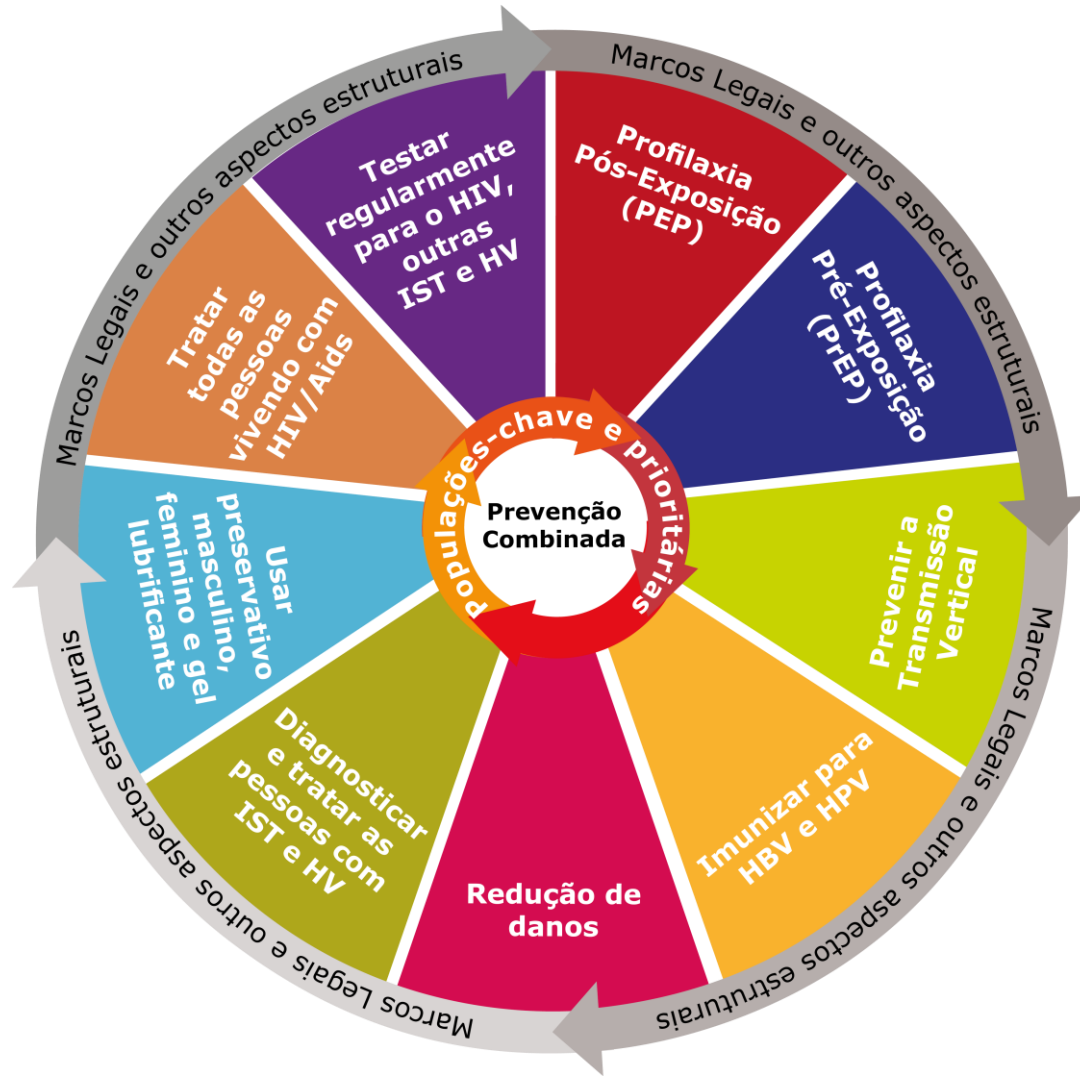 Marcos Legais e outros aspectos estruturais
Marcos Legais e outros aspectos estruturais
Marcos Legais e outros aspectos estruturais
Marcos Legais e outros aspectos estruturais
Testar
regularmente
para o HIV,
outras
IST e HV
Profilaxia
Pós-Exposição
(PEP)
Profilaxia
Pré-Exposição
(PrEP)
Prevenir a
Transmissão
Vertical
Imunizar para
HBV e HPV
Redução de
danos
Diagnosticar
e tratar as
pessoas com
IST e HV
Usar
preservativo
masculino,
feminino e gel
lubrificante
Tratar
todas as
pessoas
vivendo com
HIV/Aids
Populações-chave e prioritárias
Prevenção
Combinada